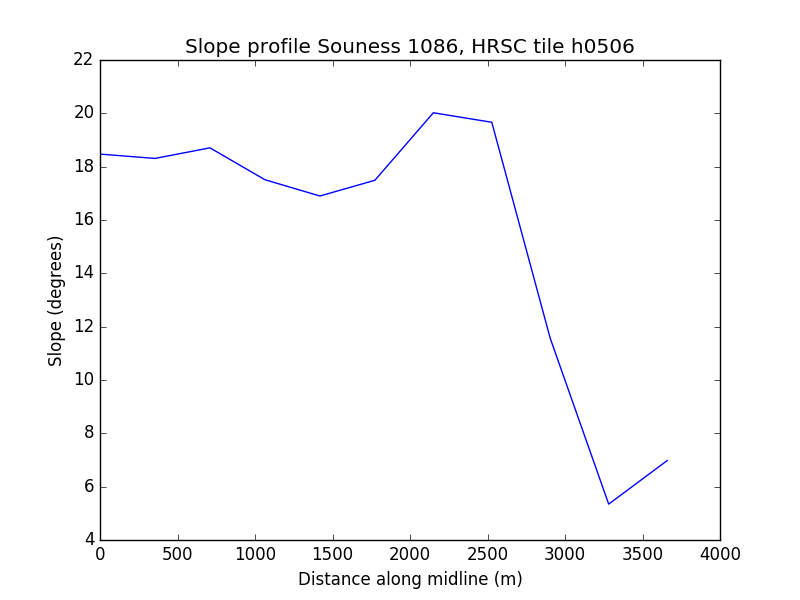 Slope profile Souness 1086, HRSC tile h0506
22
20
18
16
14
12
10
8
6
4
Slope (degrees)
0 500 1000 1500 2000 2500 3000 3500 4000
Distance along midline (m)